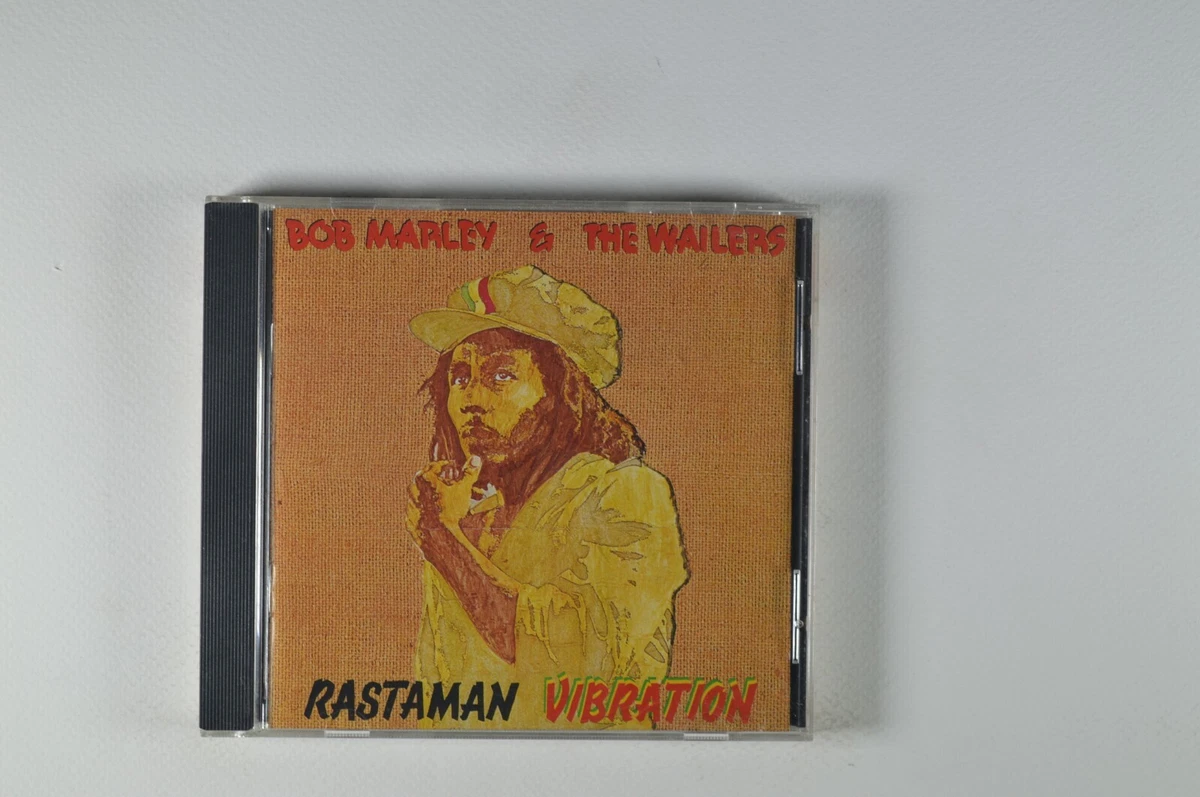 BOB MARLEY & THE WAILERS
RASTAMAN VIBRATION